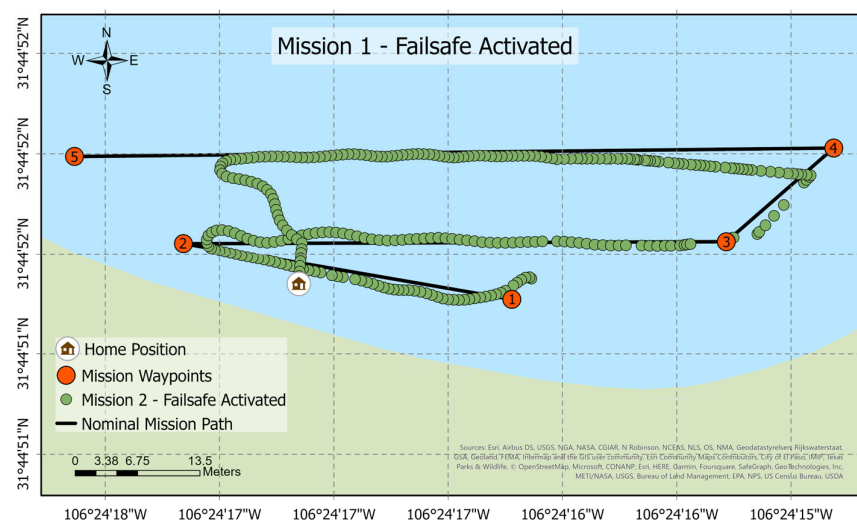 Mission 1 - Failsafe Activated
N
W E
S
31°44'52"N
31°44'52"N
31°44'52"N
31°44'51"N
31°44'51"N
5
4
2
3
1
Home Position
Mission Waypoints
Mission 2 - Failsafe Activated
Nominal Mission Path
0 3.38 6.75 13.5
Meters
Sources: Esri, Airbus DS, USGS, NGA, NASA, CGIAR, N Robinson, NCEAS, NLS, OS, NMA, Geodatastyrelsen, Rijkswaterstaat,
GSA, Geoland, FEMA, Intermap and the GIS user community, Esri Community Maps Contributors, City of El Paso, IMIP, Texas
Parks & Wildlife, © OpenStreetMap, Microsoft, CONANP, Esri, HERE, Garmin, Foursquare, SafeGraph, GeoTechnologies, Inc,
METI/NASA, USGS, Bureau of Land Management, EPA, NPS, US Census Bureau, USDA
106°24'18"W 106°24'17"W 106°24'17"W 106°24'17"W 106°24'16"W 106°24'16"W 106°24'15"W